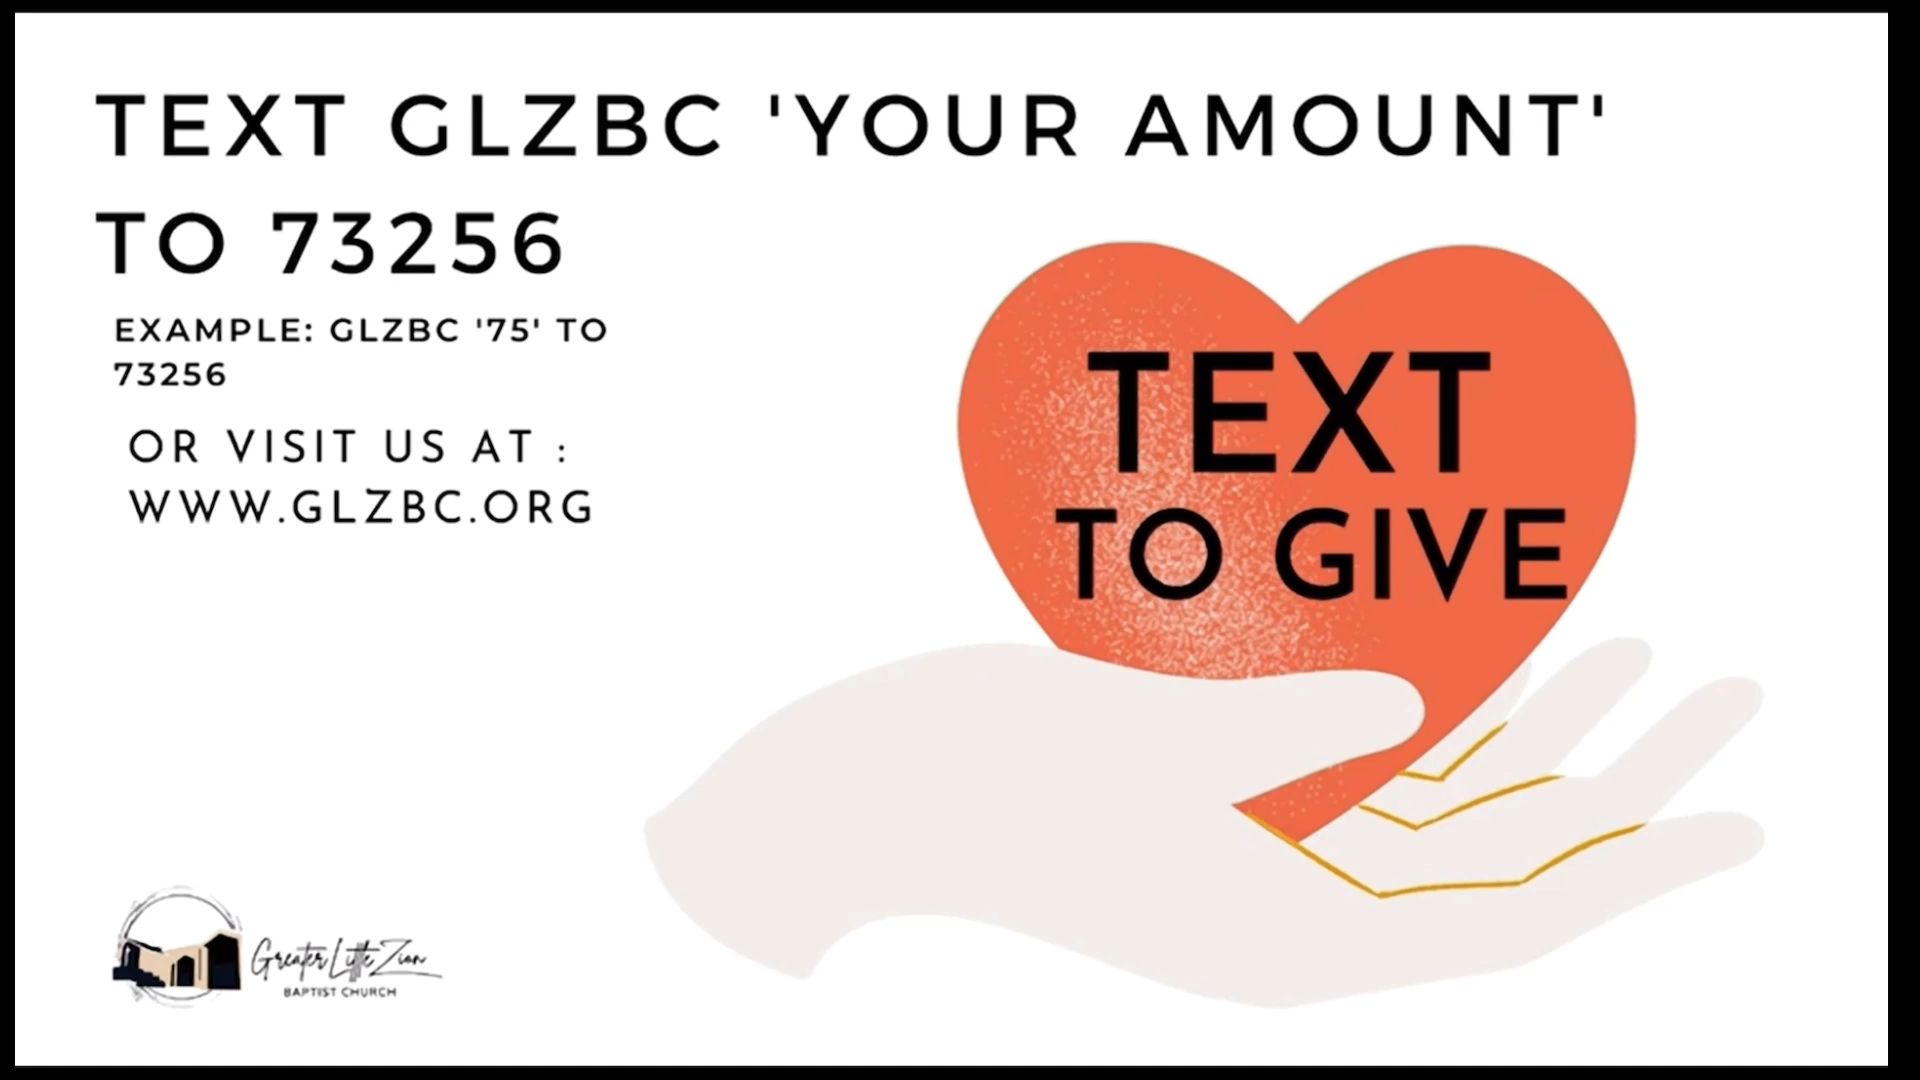 TEXT GLZBC 'YOUR AMOUNT'
TO 73256
EXAMPLE: GLZBC '75' TO
73256
OR VISIT US AT :
WWW.GLZBC.ORG
TEXT
TO GIVE
Greater Little Zion
BAPTIST CHURCH